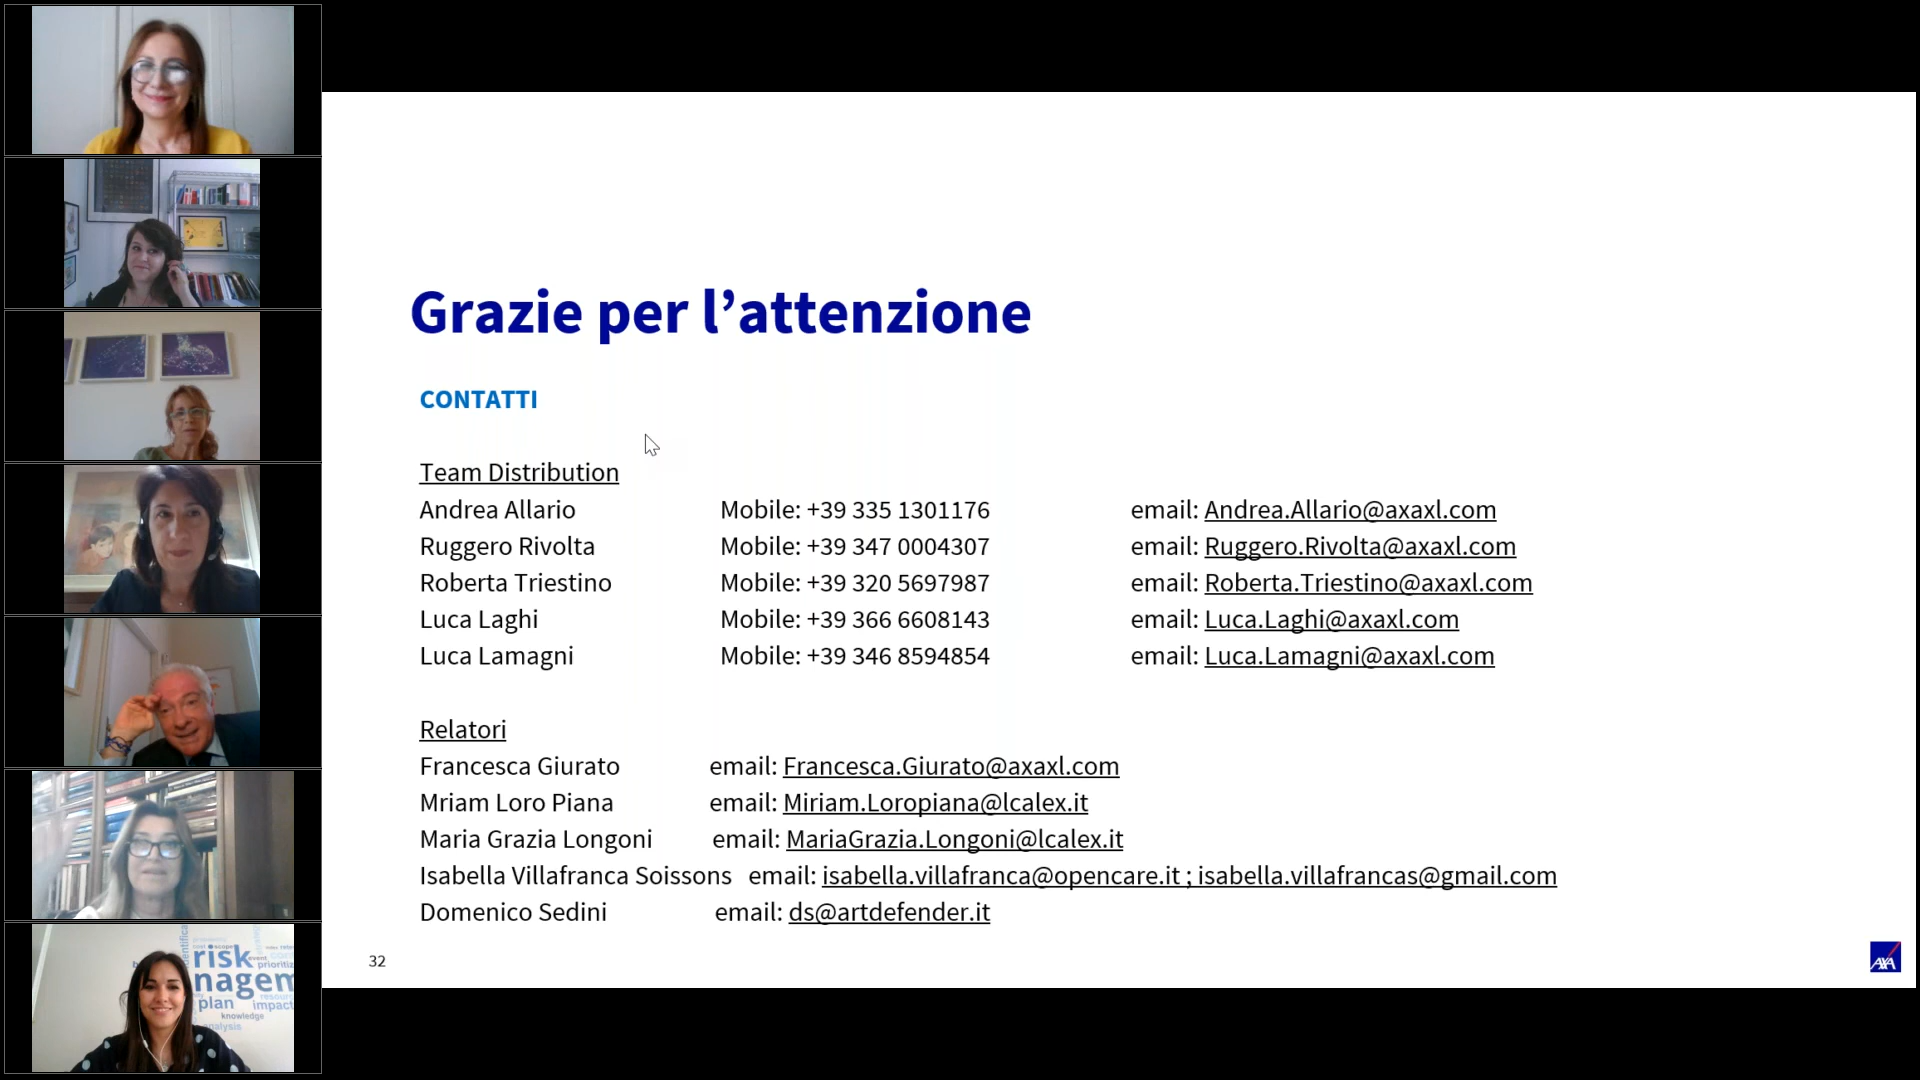 Grazie per l’attenzione
CONTATTI
Team Distribution
Andrea Allario Mobile: +39 335 1301176 email: Andrea.Allario@axaxl.com
Ruggero Rivolta Mobile: +39 347 0004307 email: Ruggero.Rivolta@axaxl.com
Roberta Triestino Mobile: +39 320 5697987 email: Roberta.Triestino@axaxl.com
Luca Laghi Mobile: +39 366 6608143 email: Luca.Laghi@axaxl.com
Luca Lamagni Mobile: +39 346 8594854 email: Luca.Lamagni@axaxl.com
Relatori
Francesca Giurato email: Francesca.Giurato@axaxl.com
Mriam Loro Piana email: Miriam.Loropiana@lcalex.it
Maria Grazia Longoni email: MariaGrazia.Longoni@lcalex.it
Isabella Villafranca Soissons email: isabella.villafranca@opencare.it ; isabella.villafrancas@gmail.com
Domenico Sedini email: ds@artdefender.it
32
AXA
risk
event
prioritiz
nagem
plan
impact
knowledge
analysis